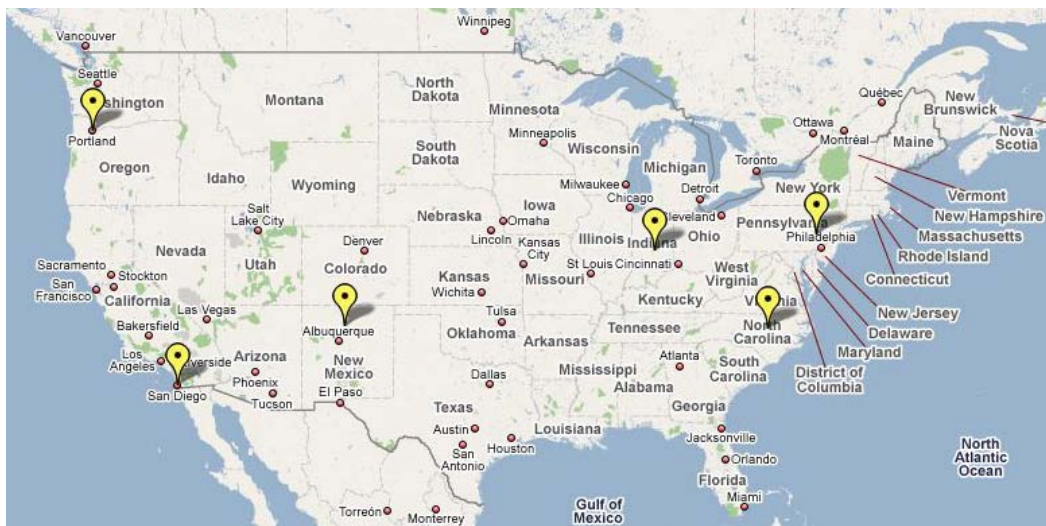 Winnipeg
Vancouver
Seattle
shington
Portland
Oregon
Idaho
Montana
Wyoming
North
Dakota
South
Dakota
Minnesota
Minneapolis
Wisconsin
Michigan
Milwaukee
Chicago
Detroit
Toronto
Ottawa
Montréal
Québec
New
Brunswick
Nova
Scotia
Maine
Vermont
New Hampshire
Massachusetts
Rhode Island
Connecticut
New Jersey
Delaware
Maryland
District of
Columbia
New York
Pennsylvania
Philadelphia
Cleveland
Ohio
Indiana
Illinois
Iowa
Omaha
Nebraska
Lincoln
Salt
Lake City
Nevada
Utah
Denver
Colorado
Kansas
City
Kansas
Wichita
Missouri
St Louis
Cincinnati
West
Virginia
Virginia
Kentucky
Sacramento
Stockton
San
Francisco
California
Las Vegas
Bakersfield
Los
Angeles
verside
San Diego
Arizona
Phoenix
Tucson
Albuquerque
New
Mexico
El Paso
Tulsa
Oklahoma
Arkansas
Tennessee
North
Carolina
South
Carolina
Atlanta
Mississippi
Alabama
Georgia
Dallas
Texas
Austin
San
Antonio
Houston
Louisiana
Jacksonville
Orlando
Florida
Miami
Torreón
Monterrey
Gulf of
Mexico
North
Atlantic
Ocean